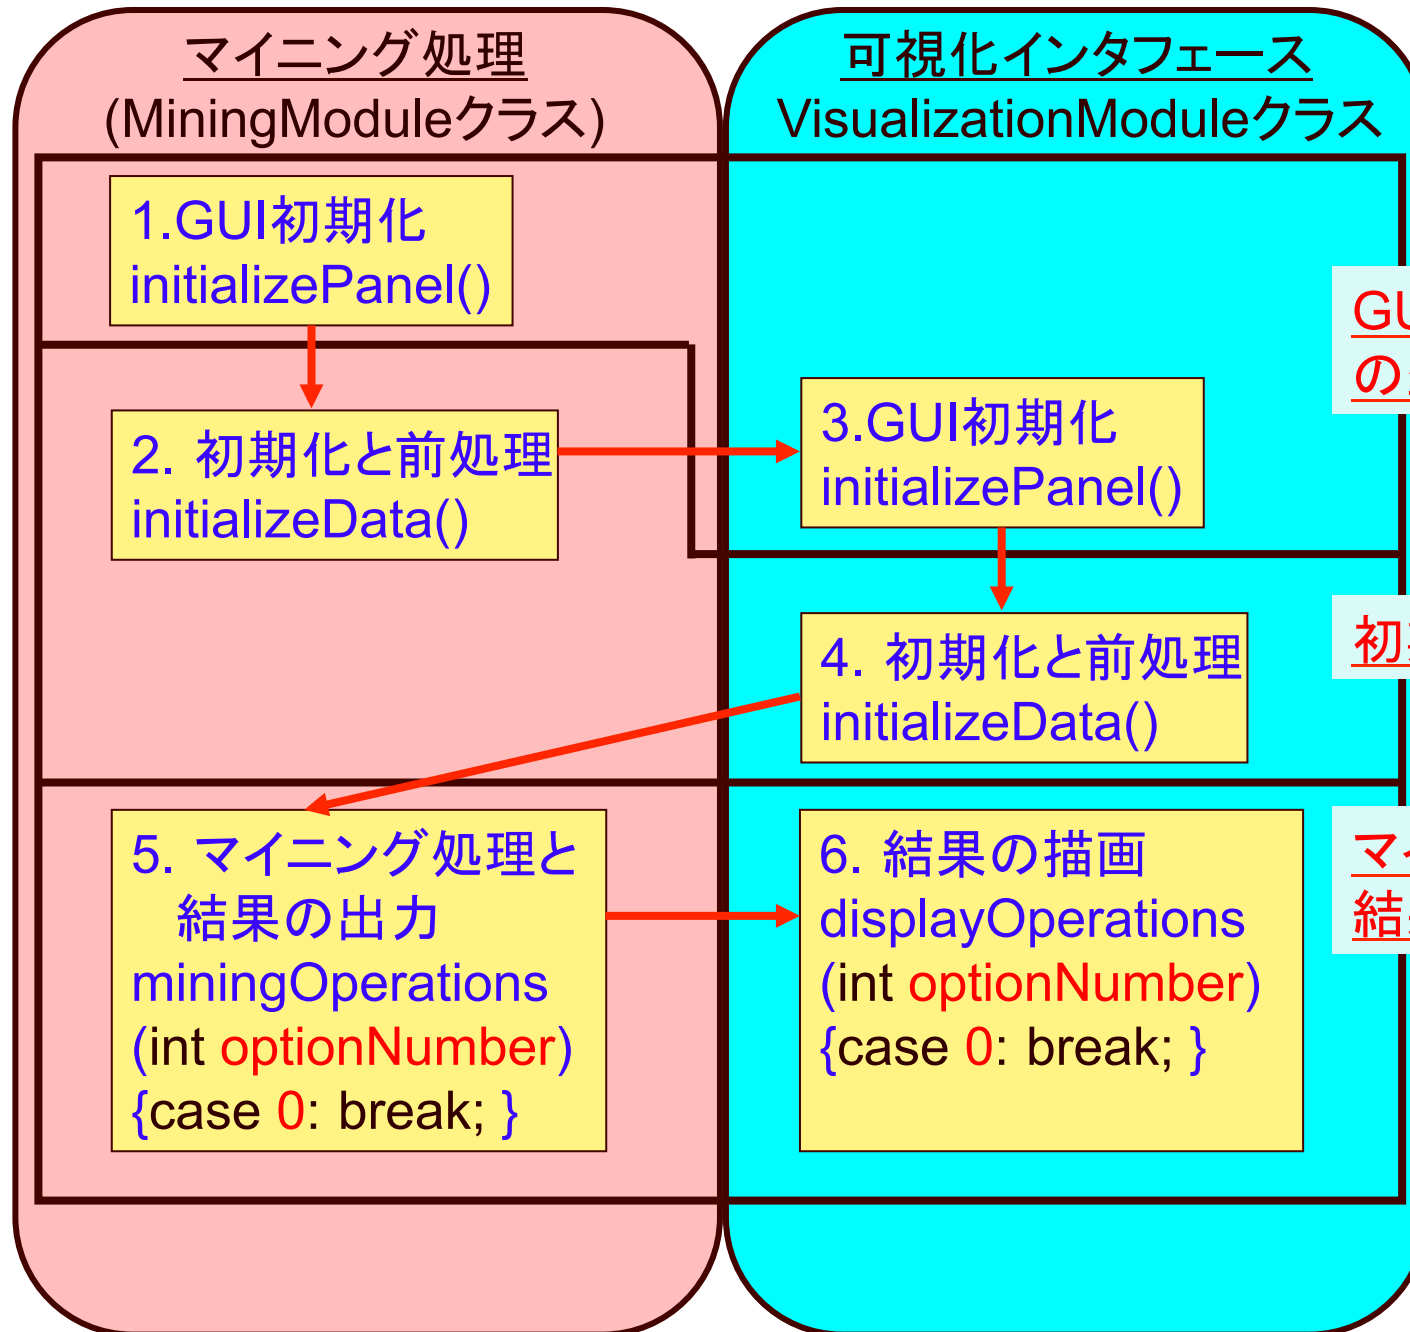 マイニング処理
(MiningModuleクラス)
可視化インタフェース
VisualizationModuleクラス
1.GUI初期化
initializePanel()
2. 初期化と前処理
initializeData()
3.GUI初期化
initializePanel()
4. 初期化と前処理
initializeData()
5. マイニング処理と
結果の出力
miningOperations
(int optionNumber)
{case 0: break; }
6. 結果の描画
displayOperations
(int optionNumber)
{case 0: break; }
の
初
マイ
結